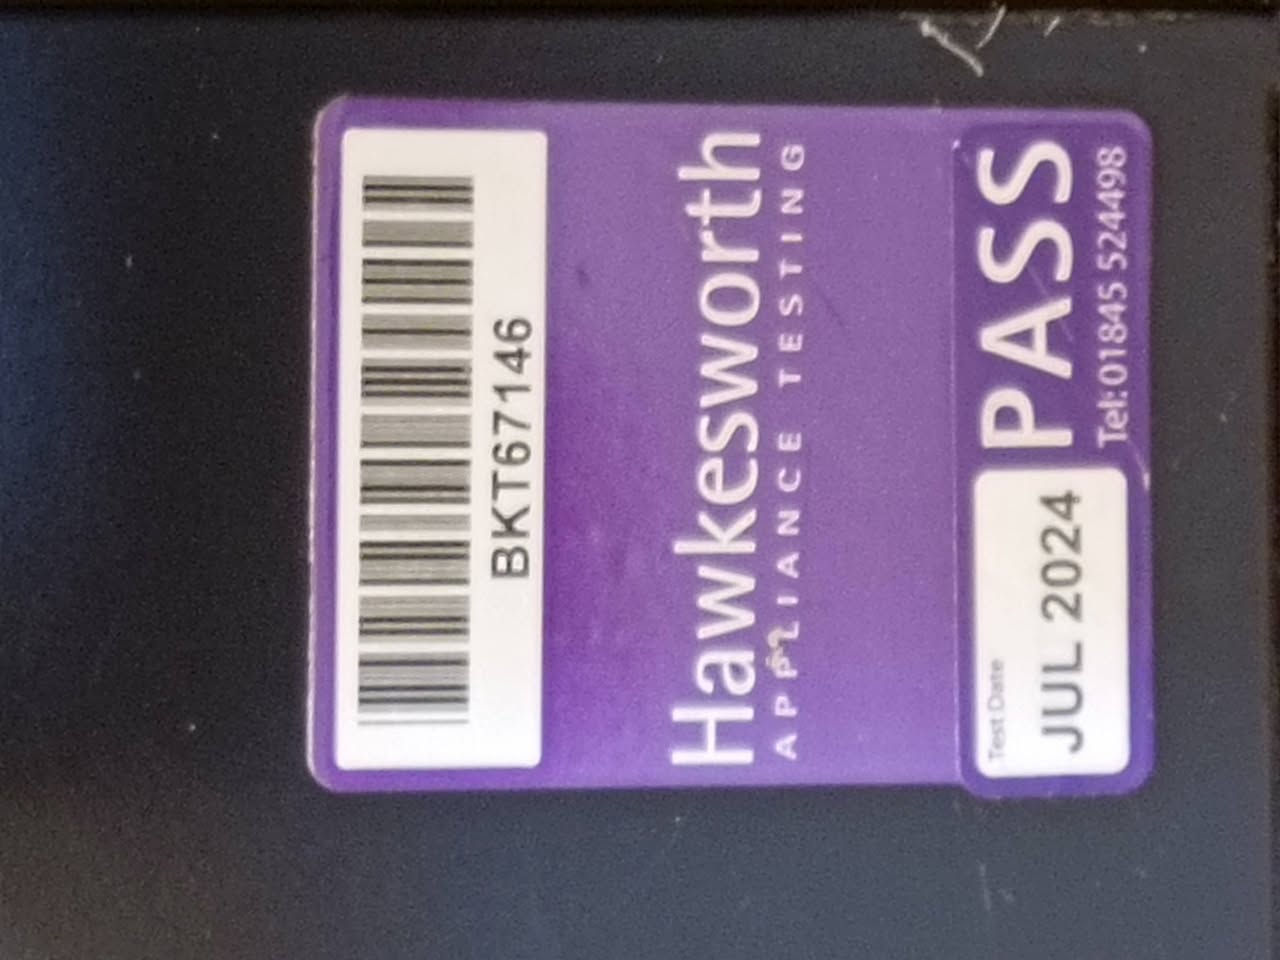 BKT67146
Hawkesworth
APPLIANCE TESTING
Test Date
JUL 2024
PASS
Tel:01845 524498